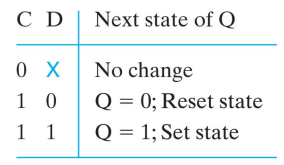 C D Next state of Q
0 X No change
1 0 Q = 0; Reset state
1 1 Q = 1; Set state